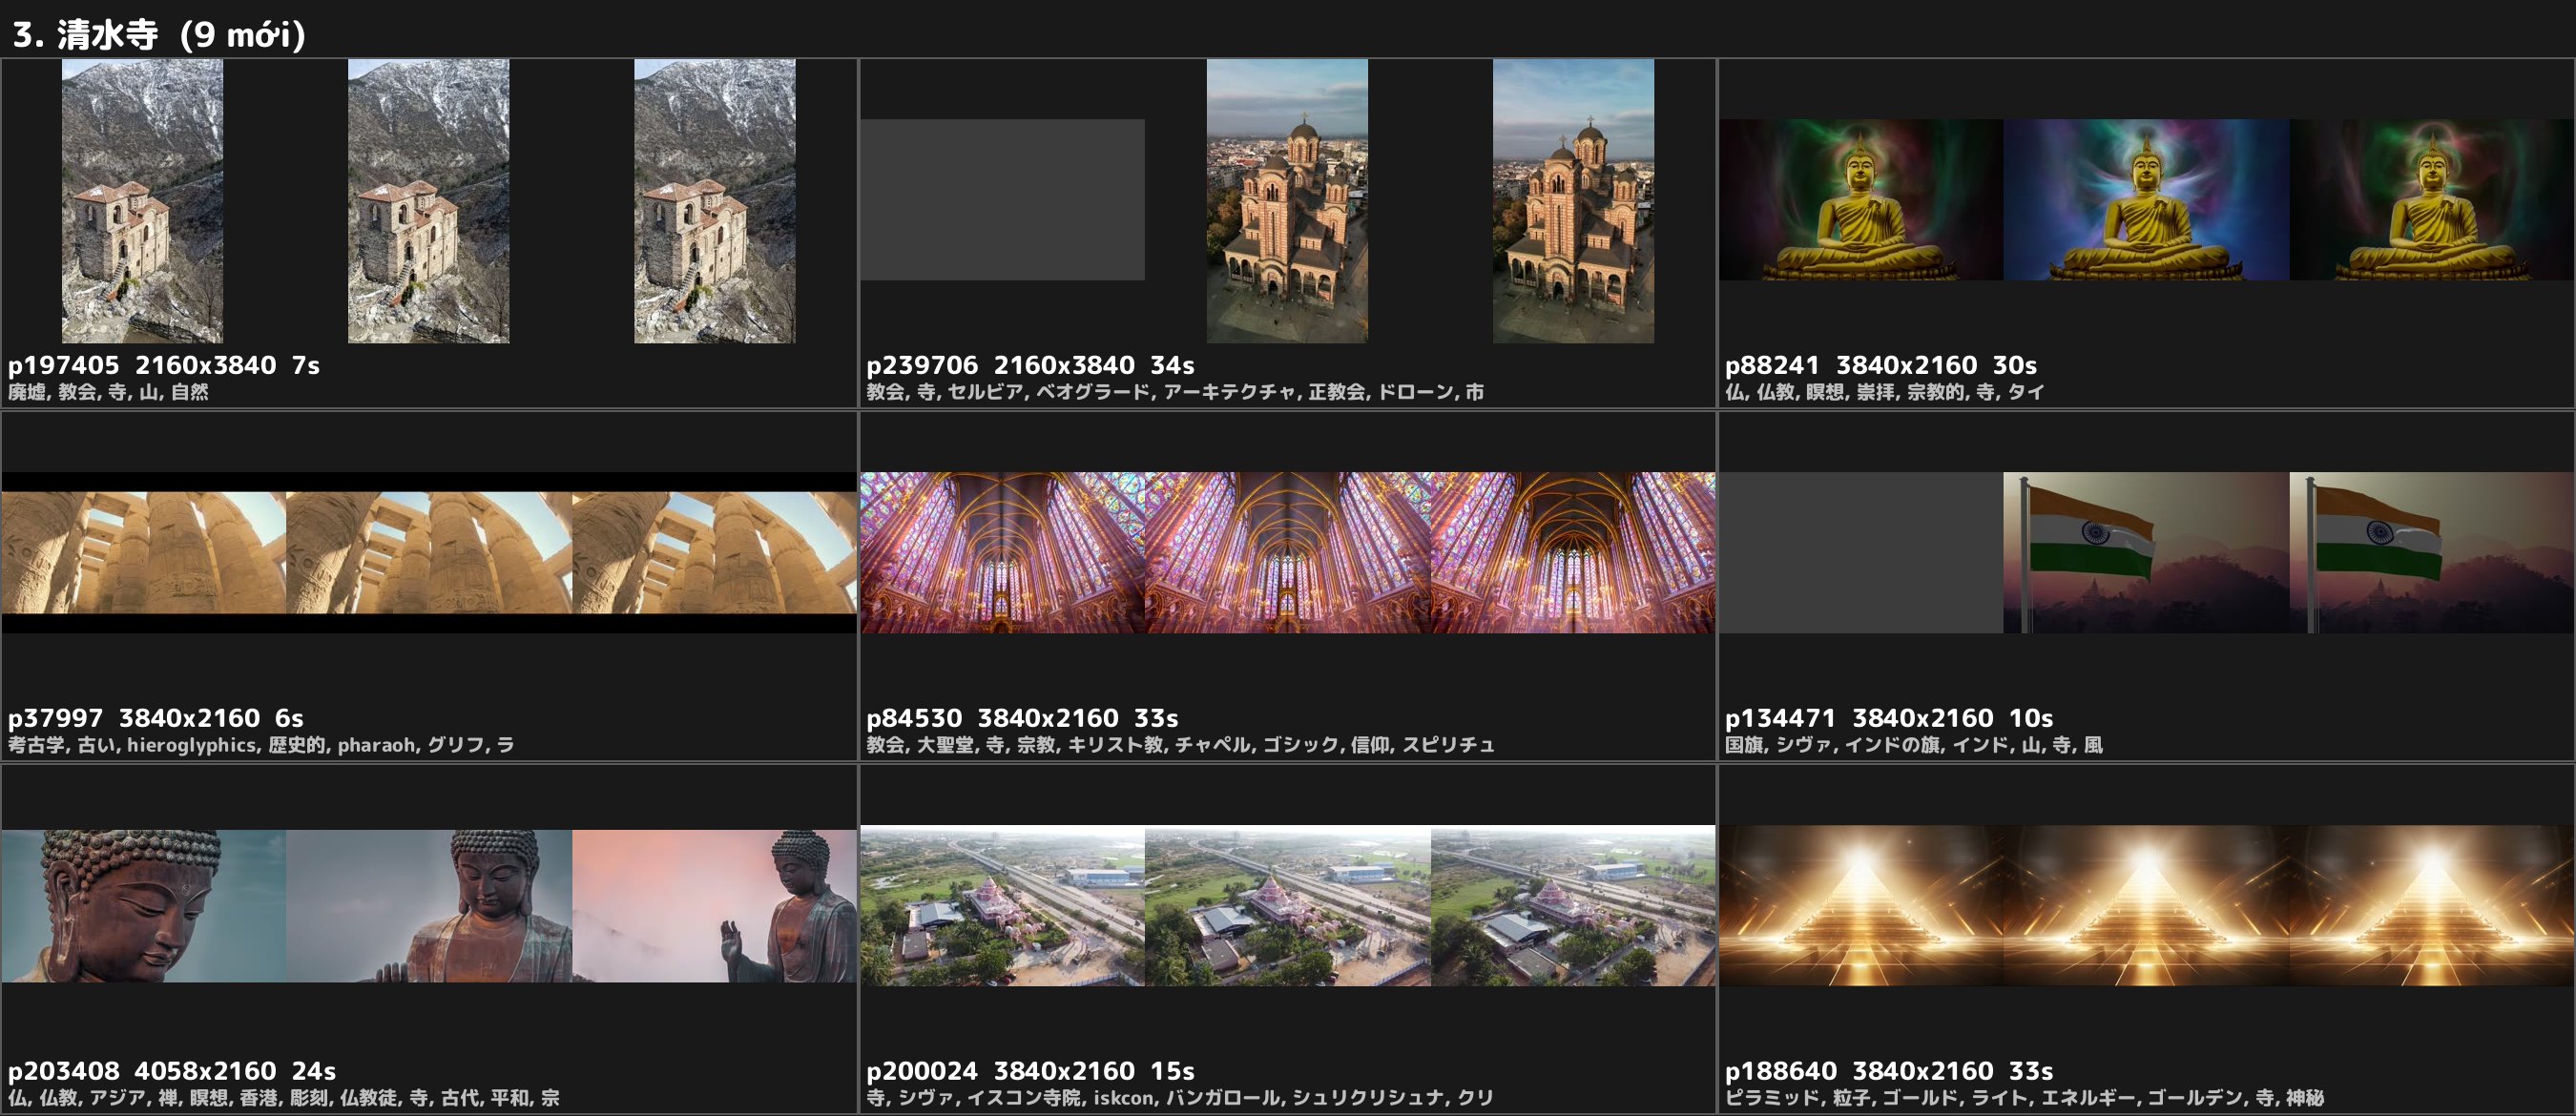 3. 清水寺 (9 mới)
p197405 2160x3840 7s
廃墟, 教会, 寺, 山, 自然
p239706 2160x3840 34s
教会, 寺, セルビア, ベオグラード, アーキテクチャ, 正教会, ドローン, 市
p88241 3840x2160 30s
仏, 仏教, 瞑想, 崇拝, 宗教的, 寺, タイ
p37997 3840x2160 6s
考古学, 古い, hieroglyphics, 歴史的, pharaoh, グリフ, ラ
p84530 3840x2160 33s
教会, 大聖堂, 寺, 宗教, キリスト教, チャペル, ゴシック, 信仰, スピリチュ
p134471 3840x2160 10s
国旗, シヴァ, インドの旗, インド, 山, 寺, 風
p203408 4058x2160 24s
仏, 仏教, アジア, 禅, 瞑想, 香港, 彫刻, 仏教徒, 寺, 古代, 平和, 宗
p200024 3840x2160 15s
寺, シヴァ, イスコン寺院, iskcon, バンガロール, シュリクリシュナ, クリ
p188640 3840x2160 33s
ピラミッド, 粒子, ゴールド, ライト, エネルギー, ゴールデン, 寺, 神秘